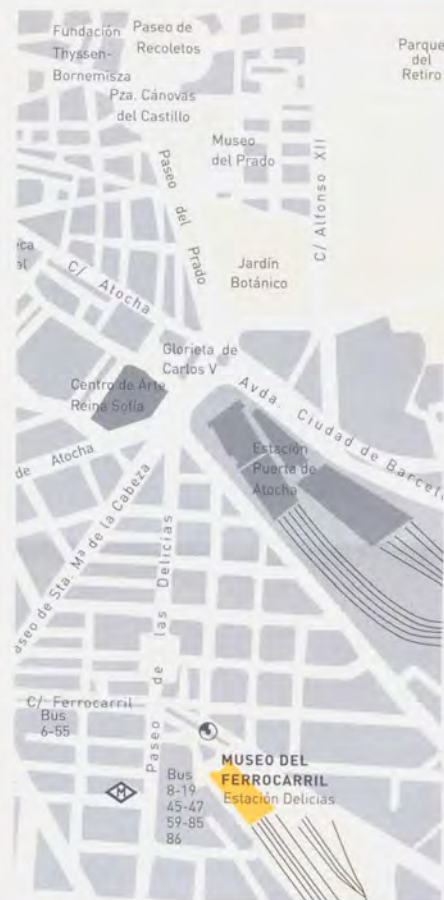 Fundación
Thyssen-
Bornemisza
Paseo de
Recoletos
Parque
del
Retiro
Pza. Cánovas
del Castillo
Museo
del Prado
Paseo del Prado
C/ Alfonso XII
C/ Atocha
Jardín
Botánico
Glorieta de
Carlos V
Centro de Arte
Reina Sofía
Avda. Ciudad de Barcel
Estación
Puerta de
Atocha
de Atocha
aseo de Sta. Ma de la Cabeza
Paseo de las Delicias
C/ Ferrocarril
Bus
6-55
M
Bus
8-19
45-47
59-85
86
MUSEO DEL
FERROCARRIL
Estación Delicias